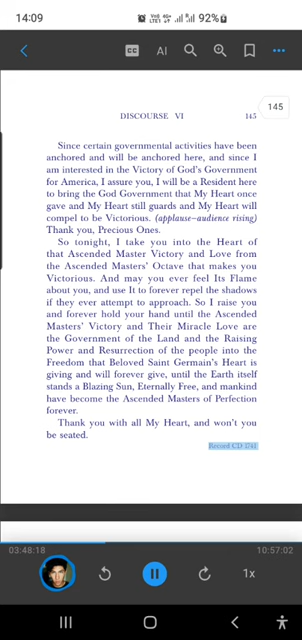 14:09
Vo)) 4G+
LTE1
92%
CC
AI
145
DISCOURSE VI 145
Since certain governmental activities have been
anchored and will be anchored here, and since I
am interested in the Victory of God's Government
for America, I assure you, I will be a Resident here
to bring the God Government that My Heart once
gave and My Heart still guards and My Heart will
compel to be Victorious. (applause—audience rising)
Thank you, Precious Ones.
So tonight, I take you into the Heart of
that Ascended Master Victory and Love from
the Ascended Masters' Octave that makes you
Victorious. And may you ever feel Its Flame
about you, and use It to forever repel the shadows
if they ever attempt to approach. So I raise you
and forever hold your hand until the Ascended
Masters' Victory and Their Miracle Love are
the Government of the Land and the Raising
Power and Resurrection of the people into the
Freedom that Beloved Saint Germain's Heart is
giving and will forever give, until the Earth itself
stands a Blazing Sun, Eternally Free, and mankind
have become the Ascended Masters of Perfection
forever.
Thank you with all My Heart, and won't you
be seated.
Record CD 1741
03:48:18 10:57:02
1x